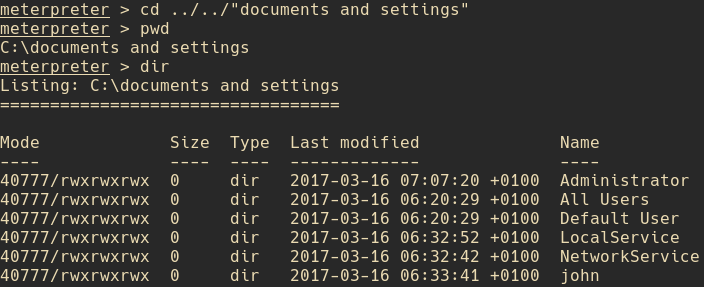 meterpreter > cd ../../"documents and settings"
meterpreter > pwd
C:\documents and settings
meterpreter > dir
Listing: C:\documents and settings
==================================
Mode              Size  Type  Last modified              Name
----              ----  ----  -------------              ----
40777/rwxrwxrwx   0     dir   2017-03-16 07:07:20 +0100  Administrator
40777/rwxrwxrwx   0     dir   2017-03-16 06:20:29 +0100  All Users
40777/rwxrwxrwx   0     dir   2017-03-16 06:20:29 +0100  Default User
40777/rwxrwxrwx   0     dir   2017-03-16 06:32:52 +0100  LocalService
40777/rwxrwxrwx   0     dir   2017-03-16 06:32:42 +0100  NetworkService
40777/rwxrwxrwx   0     dir   2017-03-16 06:33:41 +0100  john